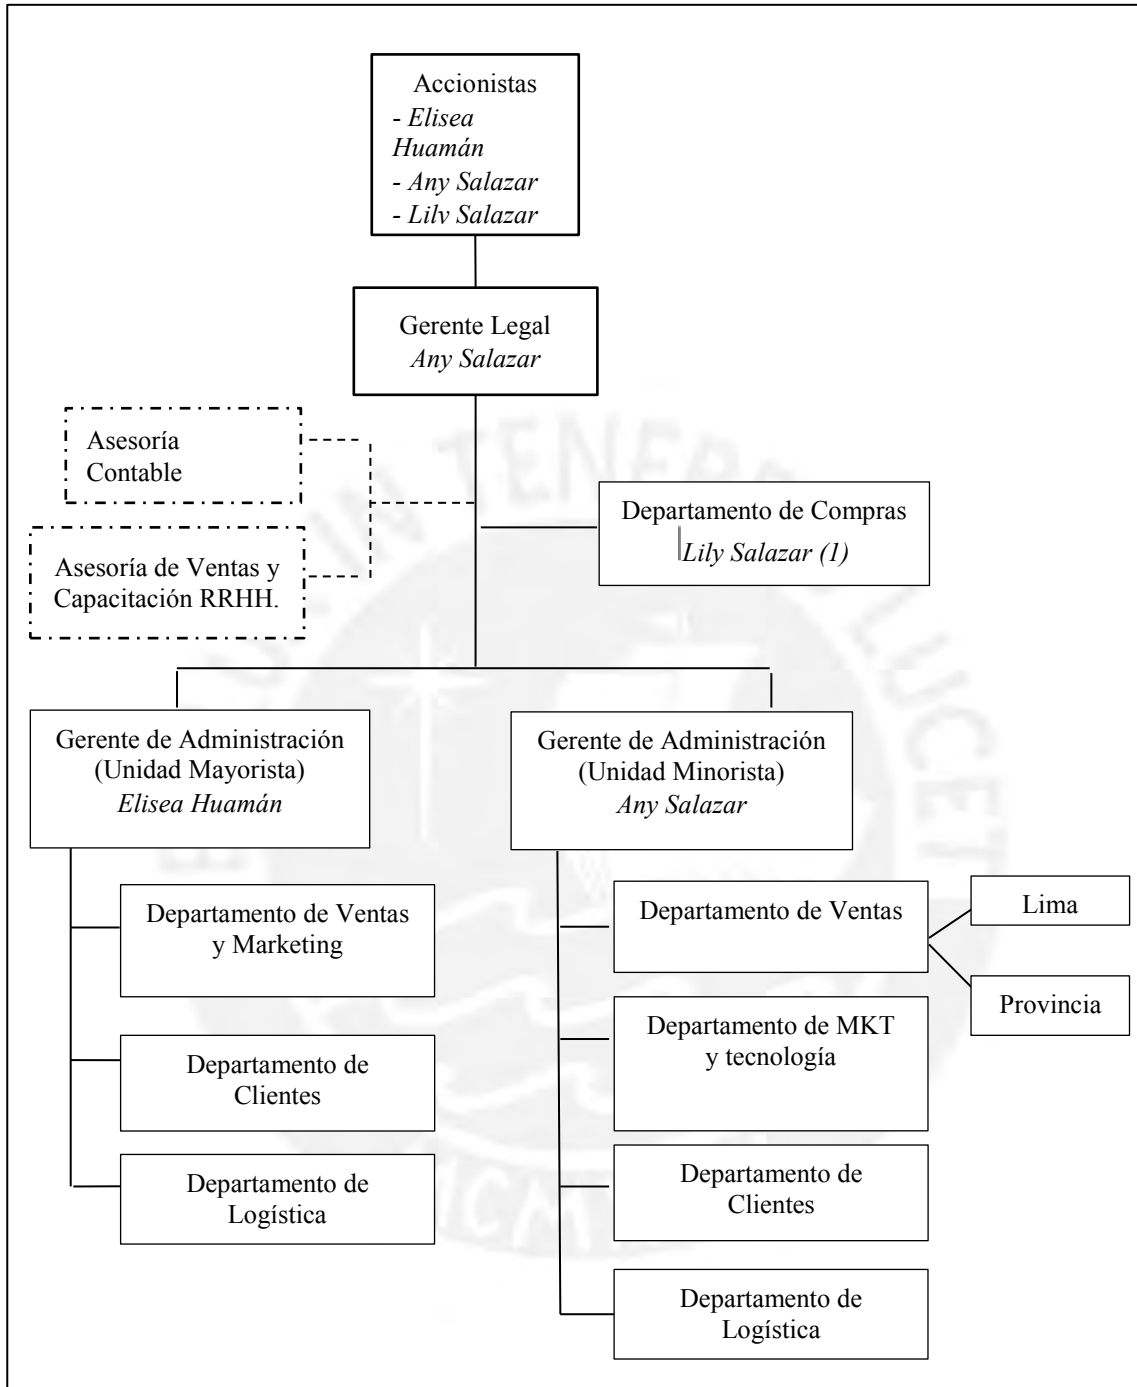 Accionistas
- Elisea
Huamán
- Any Salazar
- Lily Salazar
Gerente Legal
Any Salazar
Asesoría
Contable
Departamento de Compras
Lily Salazar (1)
Asesoría de Ventas y
Capacitación RRHH.
Gerente de Administración
(Unidad Mayorista)
Elisea Huamán
Gerente de Administración
(Unidad Minorista)
Any Salazar
Departamento de Ventas
y Marketing
Departamento de
Clientes
Departamento de
Logística
Departamento de Ventas
Lima
Provincia
Departamento de MKT
y tecnología
Departamento de
Clientes
Departamento de
Logística